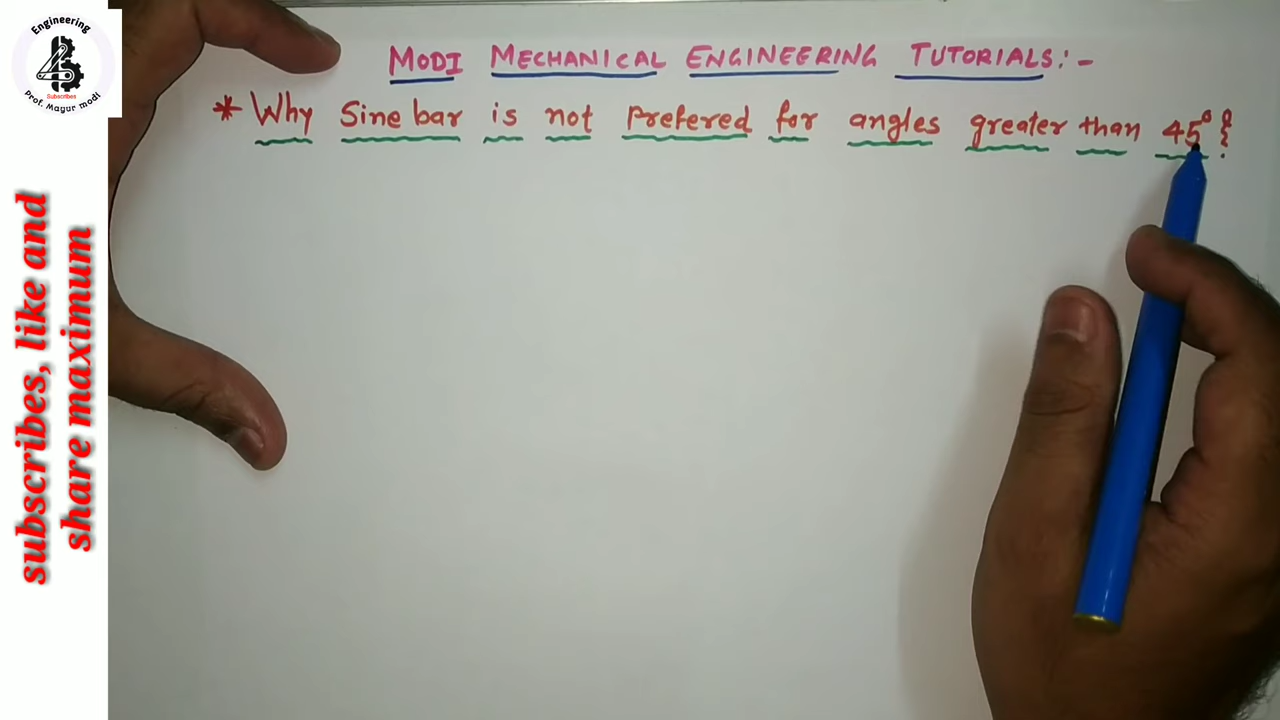 Engineering
Subscribes
Prof. Mayur modi
subscribes, like and
share maximum
MODI MECHANICAL ENGINEERING TUTORIALS:-
* Why Sine bar is not Prefered for angles greater than 45° ?